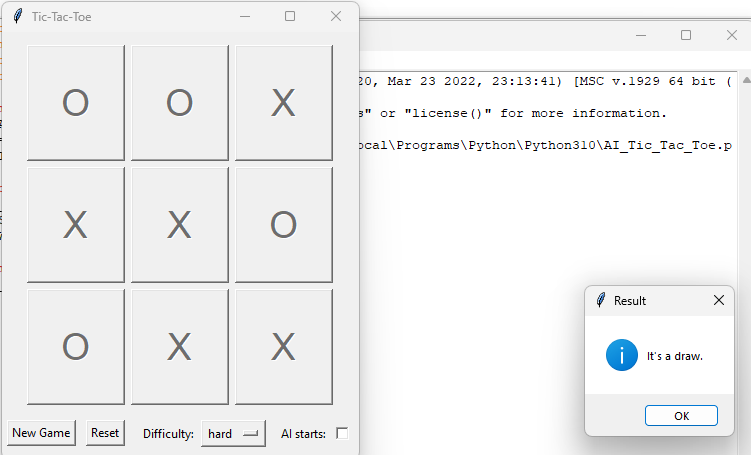 Tic-Tac-Toe
O O X
X X O
O X X
New Game Reset Difficulty: hard AI starts:
20, Mar 23 2022, 23:13:41) [MSC v.1929 64 bit (
s" or "license()" for more information.
ocal\Programs\Python\Python310\AI_Tic_Tac_Toe.p
Result
It's a draw.
OK